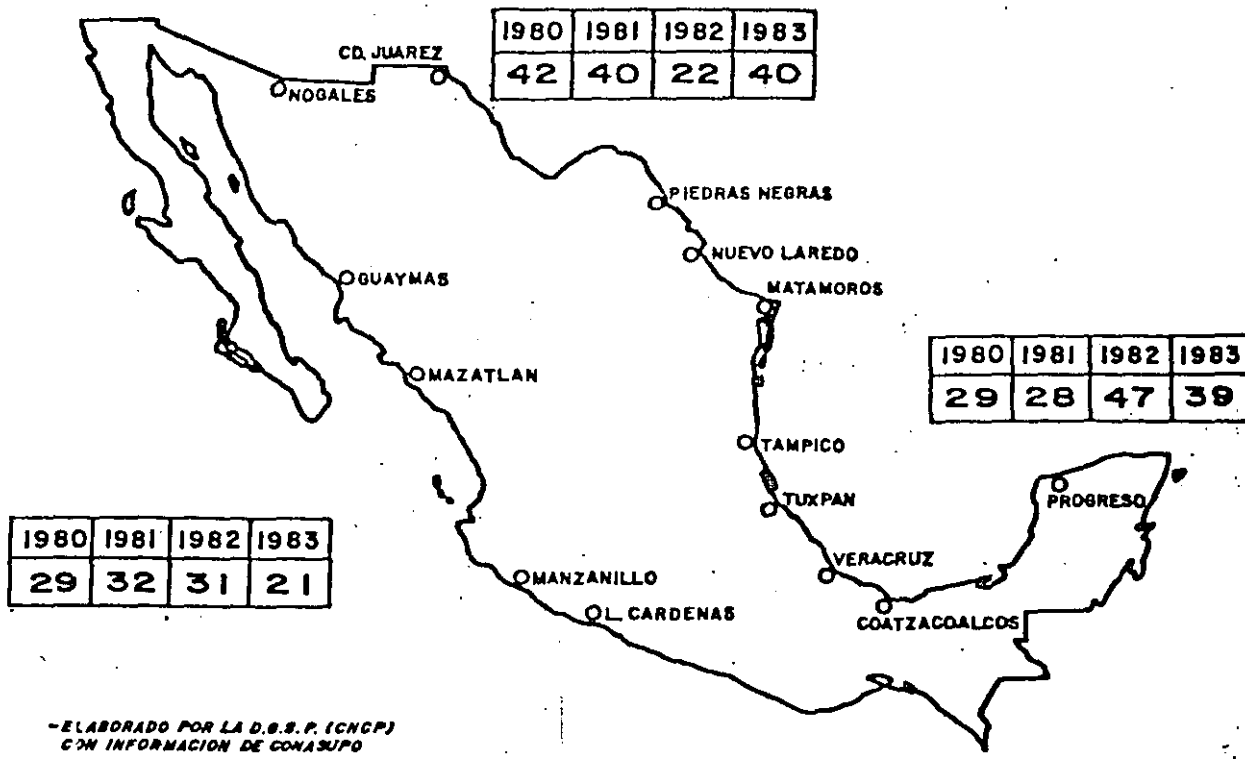 1980 1981 1982 1983
42 40 22 40
CD. JUAREZ
NOGALES
PIEDRAS NEGRAS
NUEVO LAREDO
GUAYMAS
MATAMOROS
1980 1981 1982 1983
29 28 47 39
MAZATLAN
TAMPICO
TUXPAN
PROGRESO
1980 1981 1982 1983
29 32 31 21
VERACRUZ
MANZANILLO
L. CARDENAS
COATZACOALCOS
-ELABORADO POR LA D.G.S.P. (CNCP)
CON INFORMACION DE CONASUPO